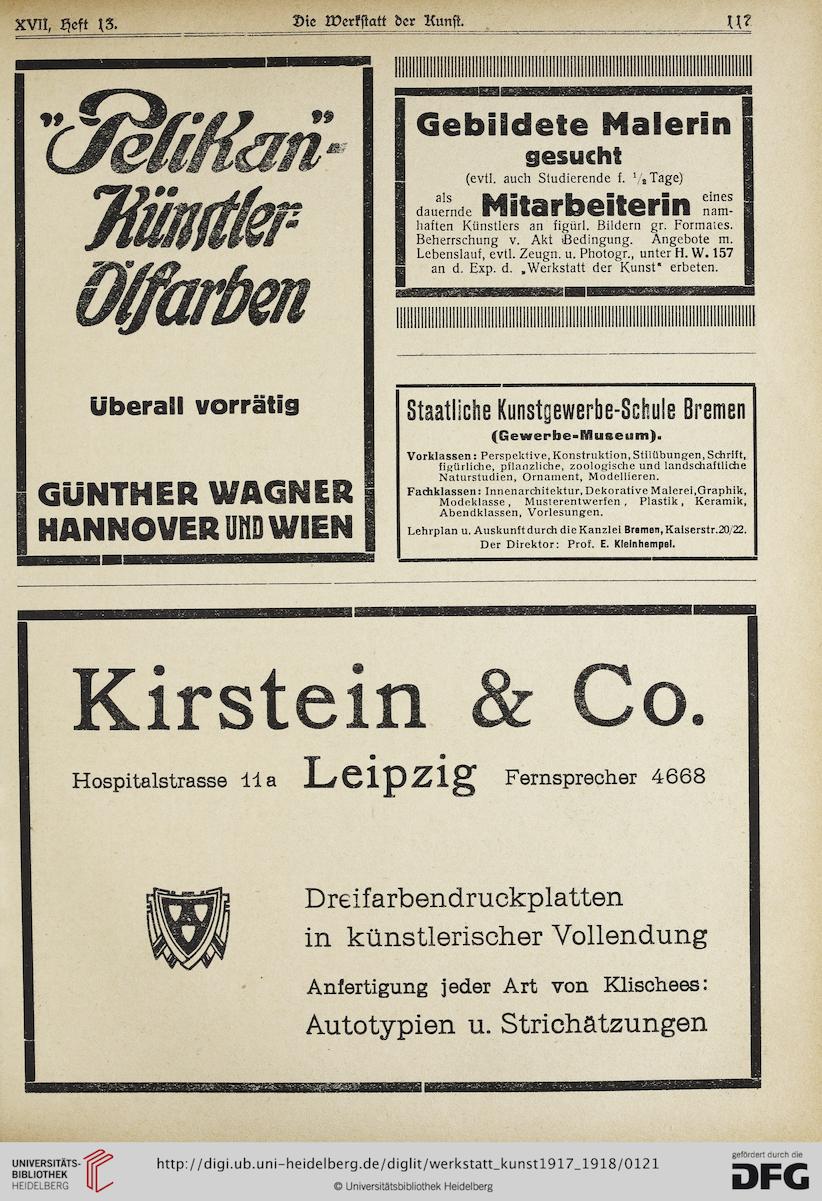 XVII, Heft 13.
Die Werkstatt der Kunst.
117
"Pelikan"-
Künstler-
Ölfarben
Überall vorrätig
GÜNTHER WAGNER
HANNOVER UND WIEN
Gebildete Malerin
gesucht
(evtl. auch Studierende f. ½ Tage)
als dauernde Mitarbeiterin eines nam-
haften Künstlers an figürl. Bildern gr. Formates.
Beherrschung v. Akt Bedingung. Angebote m.
Lebenslauf, evtl. Zeugn. u. Photogr., unter H. W. 157
an d. Exp. d. „Werkstatt der Kunst“ erbeten.
Staatliche Kunstgewerbe-Schule Bremen
(Gewerbe-Museum).
Vorklassen: Perspektive, Konstruktion, Stilübungen, Schrift,
figürliche, pflanzliche, zoologische und landschaftliche
Naturstudien, Ornament, Modellieren.
Fachklassen: Innenarchitektur, Dekorative Malerei, Graphik,
Modeklasse, Musterentwerfen, Plastik, Keramik,
Abendklassen, Vorlesungen.
Lehrplan u. Auskunft durch die Kanzlei Bremen, Kaiserstr. 20/22.
Der Direktor: Prof. E. Kleinhempel.
Kirstein & Co.
Hospitalstrasse 11a Leipzig Fernsprecher 4668
Dreifarbendruckplatten
in künstlerischer Vollendung
Anfertigung jeder Art von Klischees:
Autotypien u. Strichätzungen
UNIVERSITÄTS-
BIBLIOTHEK
HEIDELBERG
http://digi.ub.uni-heidelberg.de/diglit/werkstatt_kunst1917_1918/0121
© Universitätsbibliothek Heidelberg
gefördert durch die
DFG